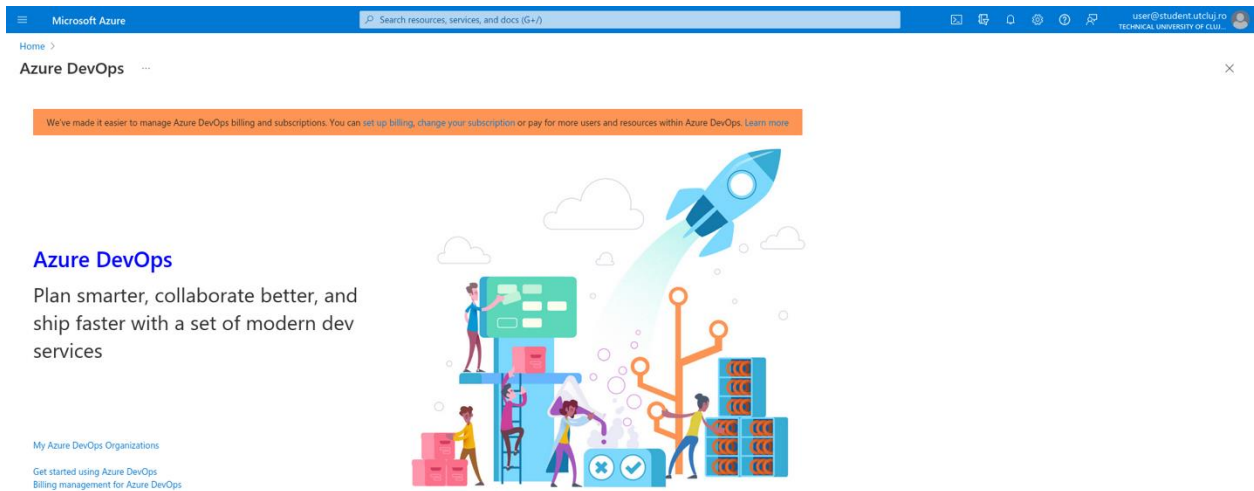 Microsoft Azure
Search resources, services, and docs (G+/)
user@student.utcluj.ro
TECHNICAL UNIVERSITY OF CLUJ...
Home >
Azure DevOps ...
We've made it easier to manage Azure DevOps billing and subscriptions. You can set up billing, change your subscription or pay for more users and resources within Azure DevOps. Learn more
Azure DevOps
Plan smarter, collaborate better, and
ship faster with a set of modern dev
services
My Azure DevOps Organizations
Get started using Azure DevOps
Billing management for Azure DevOps